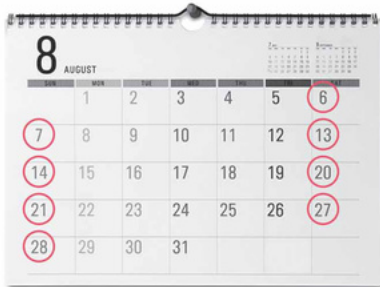 8 AUGUST
SUN MON TUE WED THU FRI SAT
1 2 3 4 5 6
7 8 9 10 11 12 13
14 15 16 17 18 19 20
21 22 23 24 25 26 27
28 29 30 31